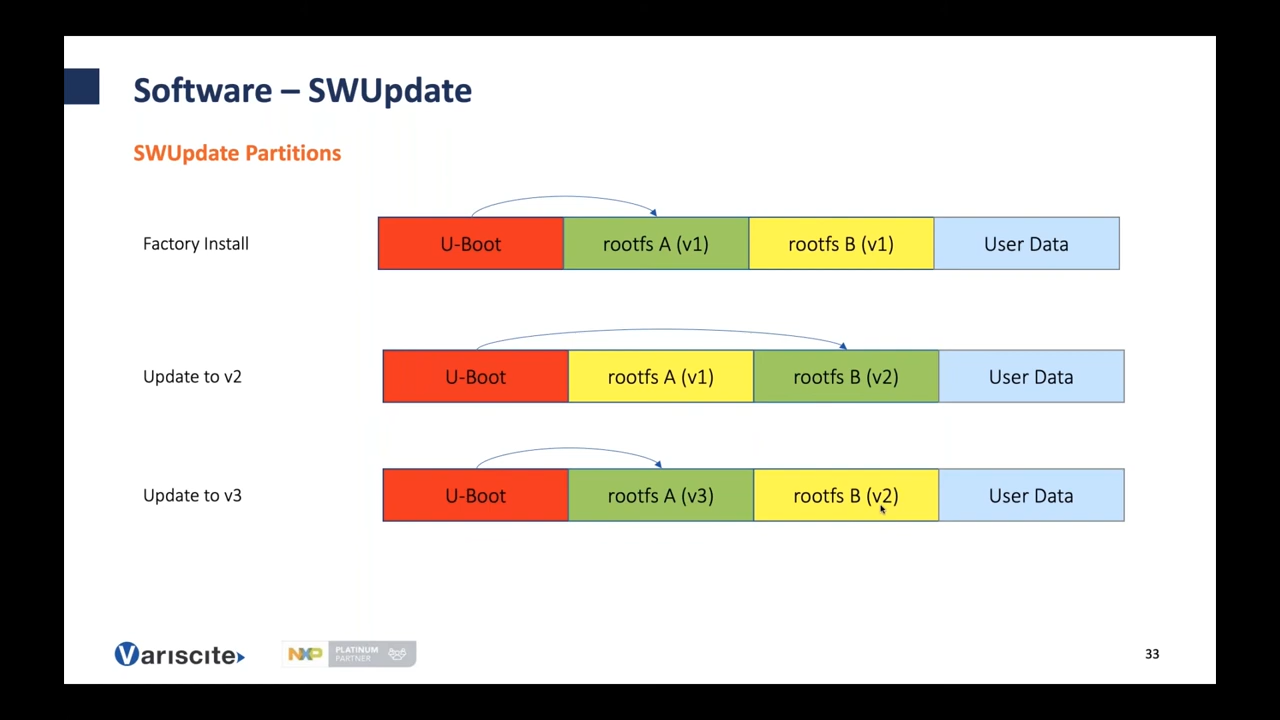 Software – SWUpdate
SWUpdate Partitions
Factory Install
U-Boot
rootfs A (v1)
rootfs B (v1)
User Data
Update to v2
U-Boot
rootfs A (v1)
rootfs B (v2)
User Data
Update to v3
U-Boot
rootfs A (v3)
rootfs B (v2)
User Data
Variscite
NXP
PLATINUM
PARTNER
33